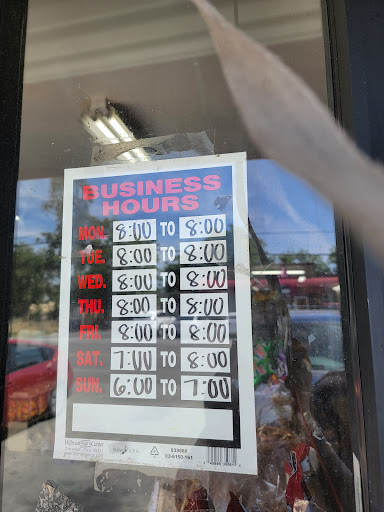 BUSINESS
HOURS
MON. 8:00 TO 8:00
TUE. 8:00 TO 8:00
WED. 8:00 TO 8:00
THU. 8:00 TO 8:00
FRI. 8:00 TO 8:00
SAT. 7:00 TO 8:00
SUN. 6:00 TO 7:00
839886